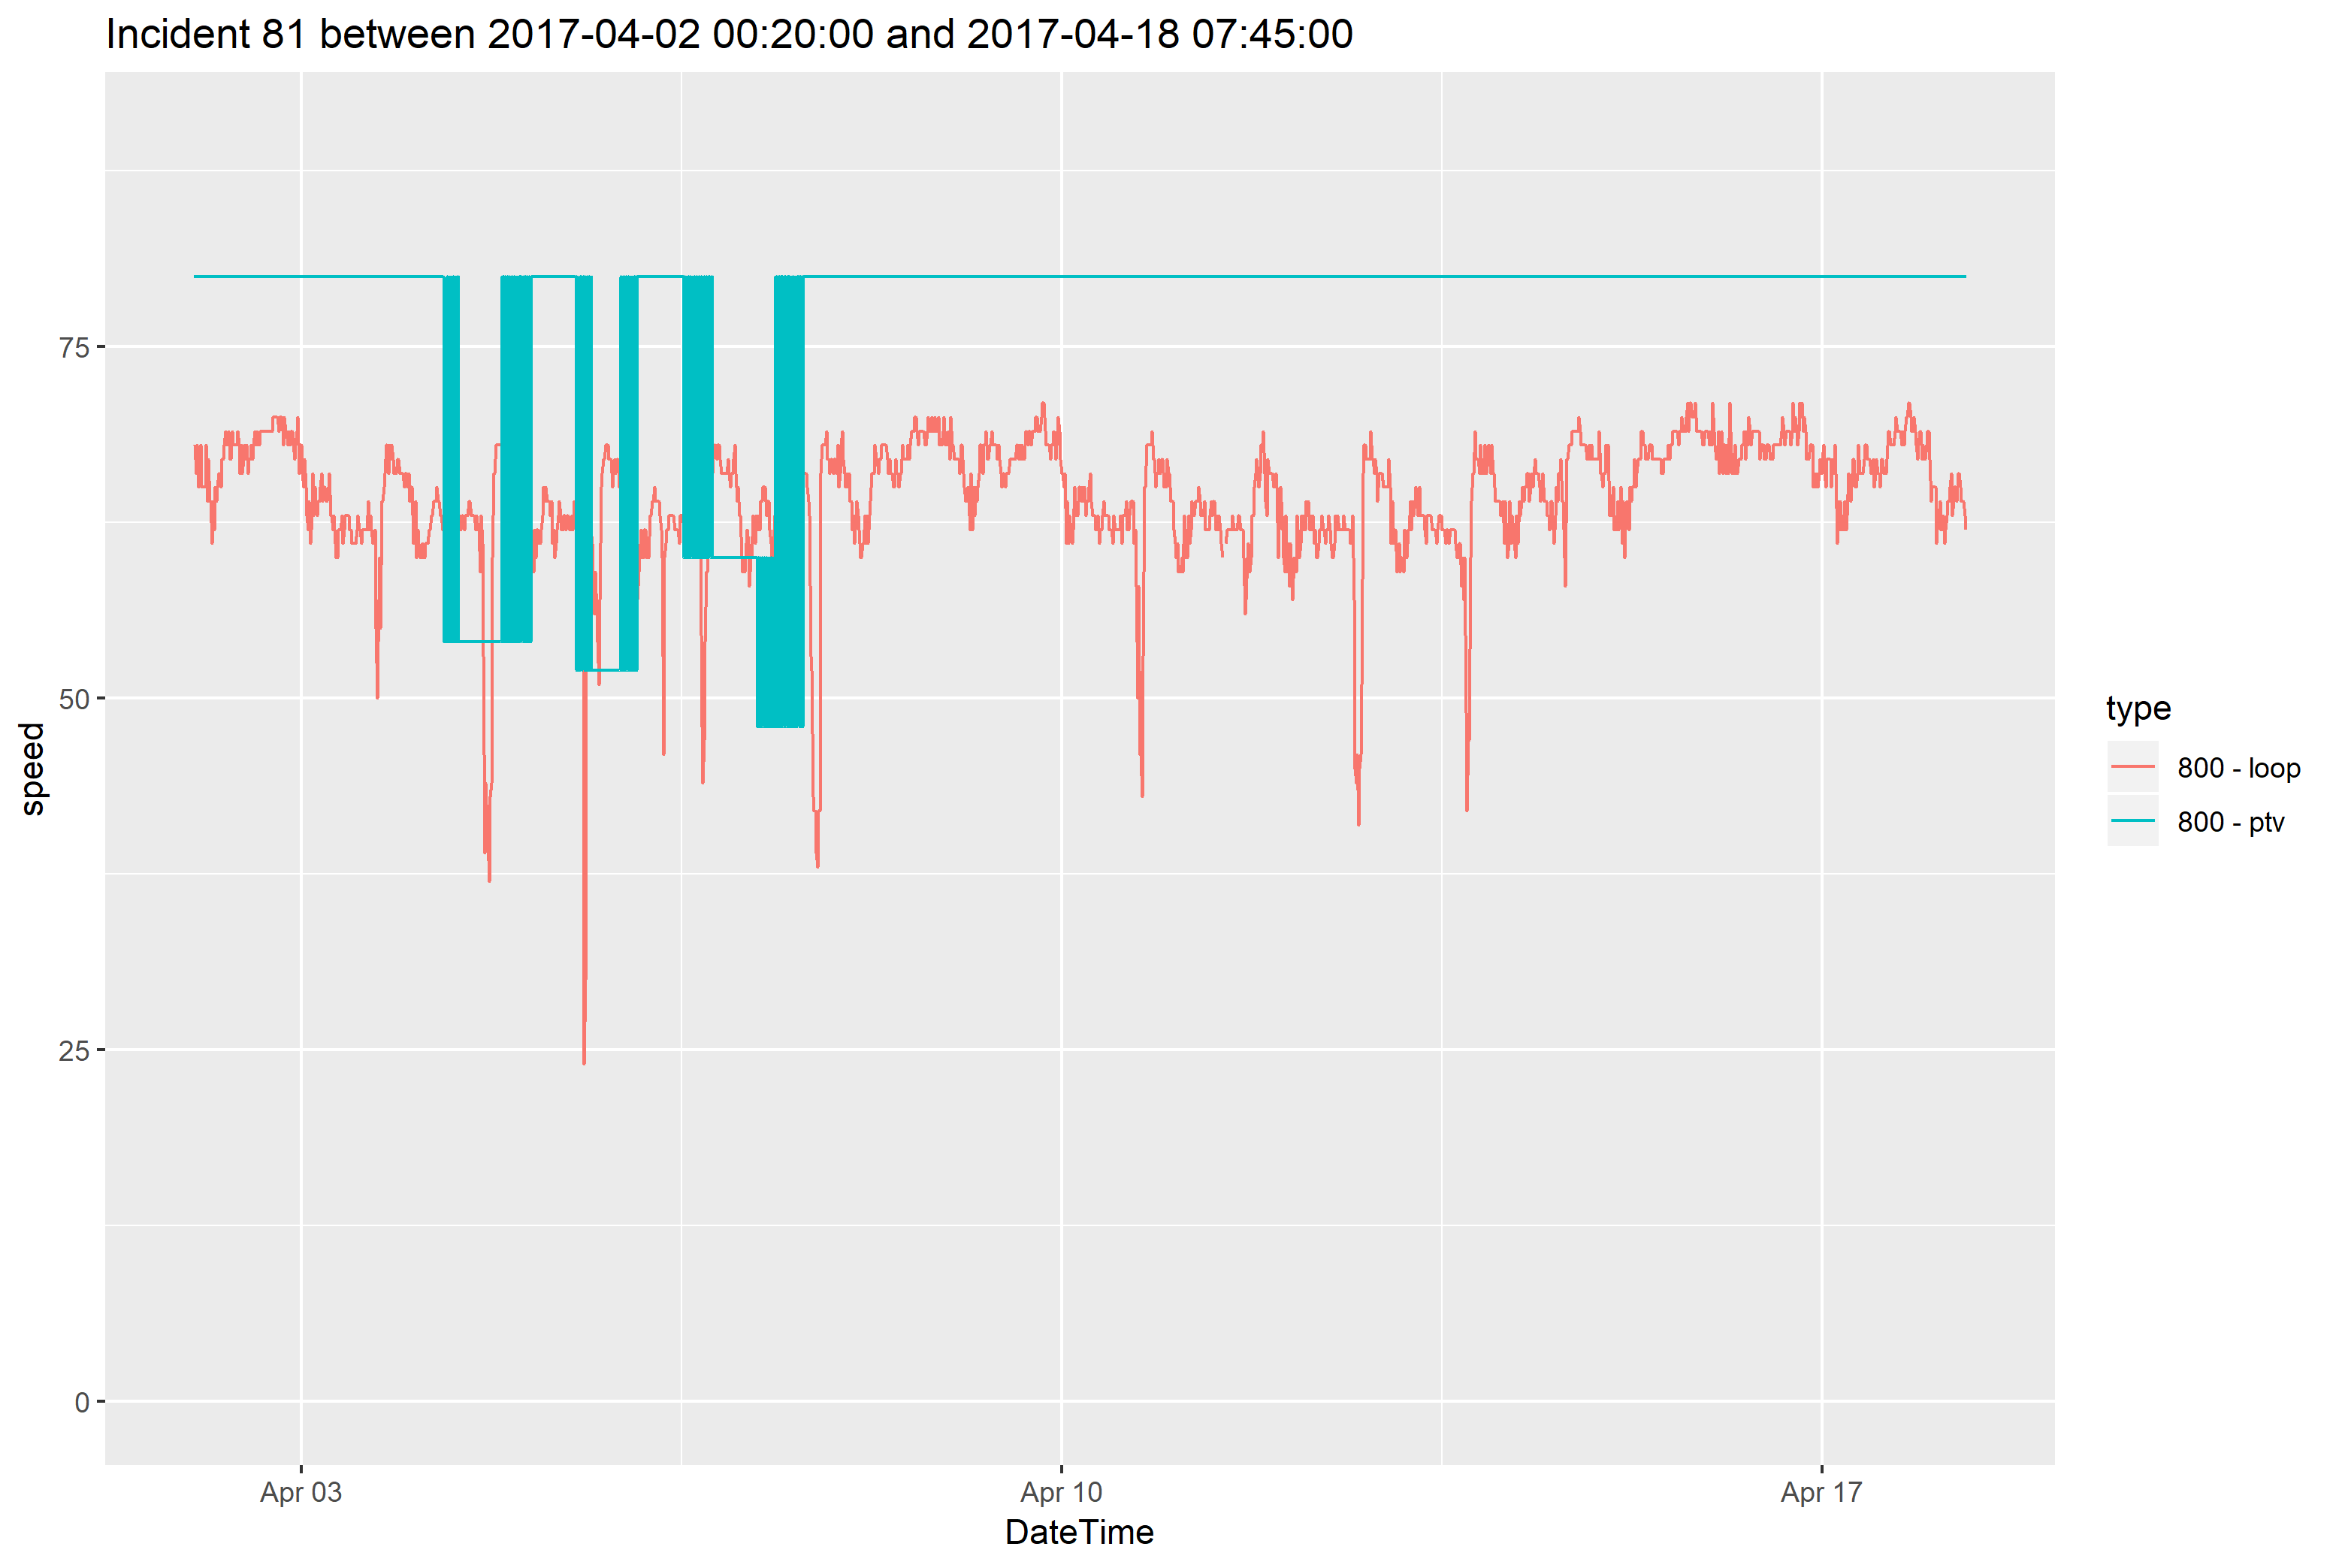 Incident 81 between 2017-04-02 00:20:00 and 2017-04-18 07:45:00
75
50
25
0
speed
Apr 03
Apr 10
Apr 17
DateTime
type
800 - loop
800 - ptv